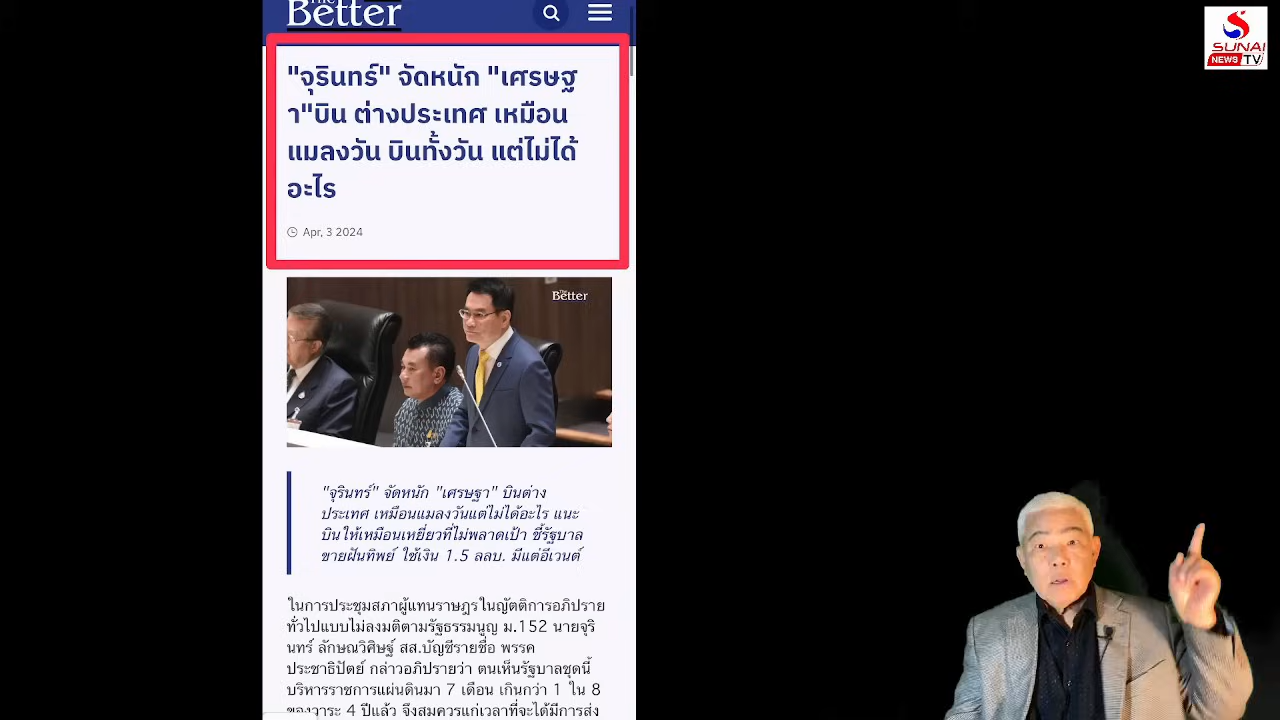 The
Better
SUNAI
NEWS TV
"จุรินทร์" จัดหนัก "เศรษฐ
า"บิน ต่างประเทศ เหมือน
แมลงวัน บินทั้งวัน แต่ไม่ได้
อะไร
Apr, 3 2024
The
Better
"จุรินทร์" จัดหนัก "เศรษฐา" บินต่าง
ประเทศ เหมือนแมลงวันแต่ไม่ได้อะไร แนะ
บินให้เหมือนเหยี่ยวที่ไม่พลาดเป้า ชี้รัฐบาล
ขายฝันทิพย์ ใช้เงิน 1.5 ลลบ. มีแต่อีเวนต์
ในการประชุมสภาผู้แทนราษฎรในญัตติการอภิปราย
ทั่วไปแบบไม่ลงมติตามรัฐธรรมนูญ ม.152 นายจุริ
นทร์ ลักษณวิศิษฏ์ สส.บัญชีรายชื่อ พรรค
ประชาธิปัตย์ กล่าวอภิปรายว่า ตนเห็นรัฐบาลชุดนี้
บริหารราชการแผ่นดินมา 7 เดือน เกินกว่า 1 ใน 8
ของวาระ 4 ปีแล้ว จึงสมควรแก่เวลาที่จะได้มีการส่ง